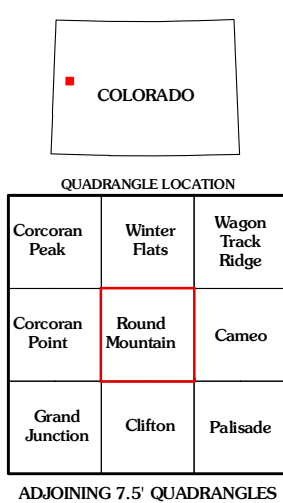 COLORADO
QUADRANGLE LOCATION
Corcoran
Peak
Winter
Flats
Wagon
Track
Ridge
Corcoran
Point
Round
Mountain
Cameo
Grand
Junction
Clifton
Palisade
ADJOINING 7.5' QUADRANGLES